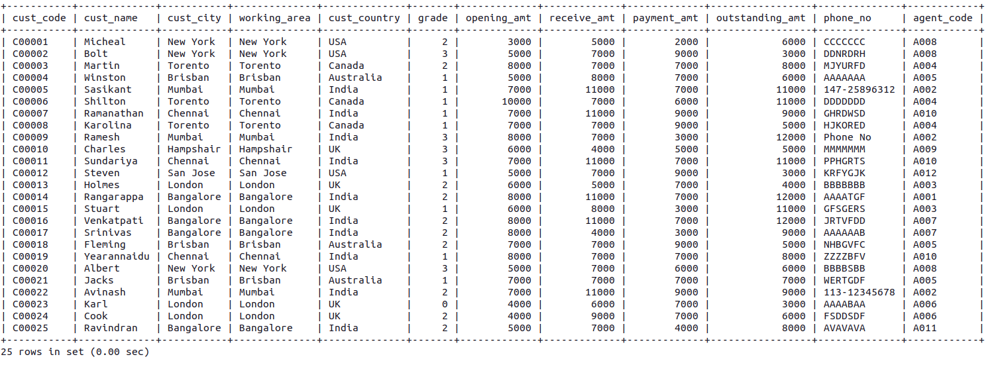 +-----------+-------------+-----------+--------------+--------------+-------+-------------+-------------+-------------+-----------------+--------------+------------+
| cust_code | cust_name   | cust_city | working_area | cust_country | grade | opening_amt | receive_amt | payment_amt | outstanding_amt | phone_no     | agent_code |
+-----------+-------------+-----------+--------------+--------------+-------+-------------+-------------+-------------+-----------------+--------------+------------+
| C00001    | Micheal     | New York  | New York     | USA          |     2 |        3000 |        5000 |        2000 |            6000 | CCCCCCC      | A008       |
| C00002    | Bolt        | New York  | New York     | USA          |     3 |        5000 |        7000 |        9000 |            3000 | DDNRDRH      | A008       |
| C00003    | Martin      | Torento   | Torento      | Canada       |     2 |        8000 |        7000 |        7000 |            8000 | MJYURFD      | A004       |
| C00004    | Winston     | Brisban   | Brisban      | Australia    |     1 |        5000 |        8000 |        7000 |            6000 | AAAAAAA      | A005       |
| C00005    | Sasikant    | Mumbai    | Mumbai       | India        |     1 |        7000 |       11000 |        7000 |           11000 | 147-25896312 | A002       |
| C00006    | Shilton     | Torento   | Torento      | Canada       |     1 |       10000 |        7000 |        6000 |           11000 | DDDDDDD      | A004       |
| C00007    | Ramanathan  | Chennai   | Chennai      | India        |     1 |        7000 |       11000 |        9000 |            9000 | GHRDWSD      | A010       |
| C00008    | Karolina    | Torento   | Torento      | Canada       |     1 |        7000 |        7000 |        9000 |            5000 | HJKORED      | A004       |
| C00009    | Ramesh      | Mumbai    | Mumbai       | India        |     3 |        8000 |        7000 |        3000 |           12000 | Phone No     | A002       |
| C00010    | Charles     | Hampshair | Hampshair    | UK           |     3 |        6000 |        4000 |        5000 |            5000 | MMMMMMM      | A009       |
| C00011    | Sundariya   | Chennai   | Chennai      | India        |     3 |        7000 |       11000 |        7000 |           11000 | PPHGRTS      | A010       |
| C00012    | Steven      | San Jose  | San Jose     | USA          |     1 |        5000 |        7000 |        9000 |            3000 | KRFYGJK      | A012       |
| C00013    | Holmes      | London    | London       | UK           |     2 |        6000 |        5000 |        7000 |            4000 | BBBBBBB      | A003       |
| C00014    | Rangarappa  | Bangalore | Bangalore    | India        |     2 |        8000 |       11000 |        7000 |           12000 | AAAATGF      | A001       |
| C00015    | Stuart      | London    | London       | UK           |     1 |        6000 |        8000 |        3000 |           11000 | GFSGERS      | A003       |
| C00016    | Venkatpati  | Bangalore | Bangalore    | India        |     2 |        8000 |       11000 |        7000 |           12000 | JRTVFDD      | A007       |
| C00017    | Srinivas    | Bangalore | Bangalore    | India        |     2 |        8000 |        4000 |        3000 |            9000 | AAAAAAB      | A007       |
| C00018    | Fleming     | Brisban   | Brisban      | Australia    |     2 |        7000 |        7000 |        9000 |            5000 | NHBGVFC      | A005       |
| C00019    | Yearannaidu | Chennai   | Chennai      | India        |     1 |        8000 |        7000 |        7000 |            8000 | ZZZZBFV      | A010       |
| C00020    | Albert      | New York  | New York     | USA          |     3 |        5000 |        7000 |        6000 |            6000 | BBBBSBB      | A008       |
| C00021    | Jacks       | Brisban   | Brisban      | Australia    |     1 |        7000 |        7000 |        7000 |            7000 | WERTGDF      | A005       |
| C00022    | Avinash     | Mumbai    | Mumbai       | India        |     2 |        7000 |       11000 |        9000 |            9000 | 113-12345678 | A002       |
| C00023    | Karl        | London    | London       | UK           |     0 |        4000 |        6000 |        7000 |            3000 | AAAABAA      | A006       |
| C00024    | Cook        | London    | London       | UK           |     2 |        4000 |        9000 |        7000 |            6000 | FSDDSDF      | A006       |
| C00025    | Ravindran   | Bangalore | Bangalore    | India        |     2 |        5000 |        7000 |        4000 |            8000 | AVAVAVA      | A011       |
+-----------+-------------+-----------+--------------+--------------+-------+-------------+-------------+-------------+-----------------+--------------+------------+
25 rows in set (0.00 sec)